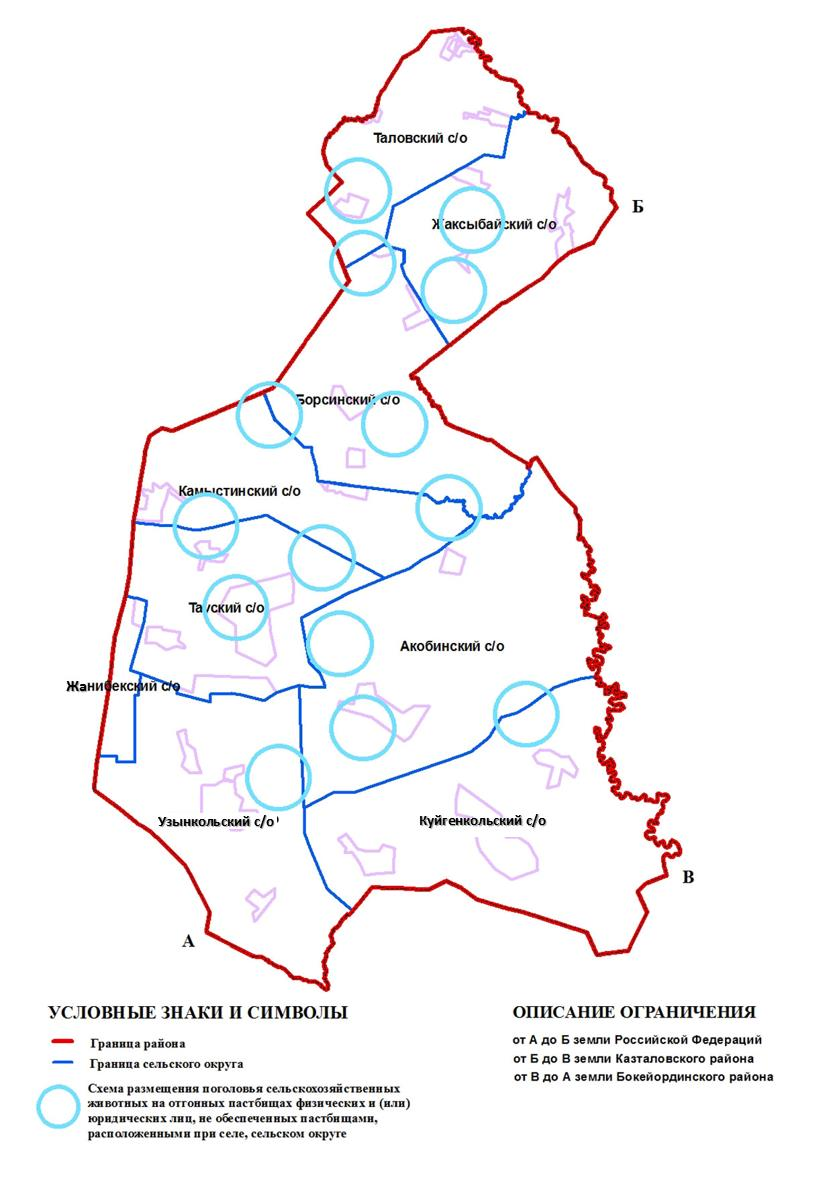 Таловский с/о
Б
Жаксыбайский с/о
Борсинский с/о
Камыстинский с/о
Тауский с/о
Акобинский с/о
Жанибекский с/о
Узынкольский с/о
Куйгенкольский с/о
В
А
УСЛОВНЫЕ ЗНАКИ И СИМВОЛЫ
Граница района
Граница сельского округа
Схема размещения поголовья сельскохозяйственных
животных на отгонных пастбищах физических и (или)
юридических лиц, не обеспеченных пастбищами,
расположенными при селе, сельском округе
ОПИСАНИЕ ОГРАНИЧЕНИЯ
от А до Б земли Российской Федераций
от Б до В земли Казталовского района
от В до А земли Бокейординского района